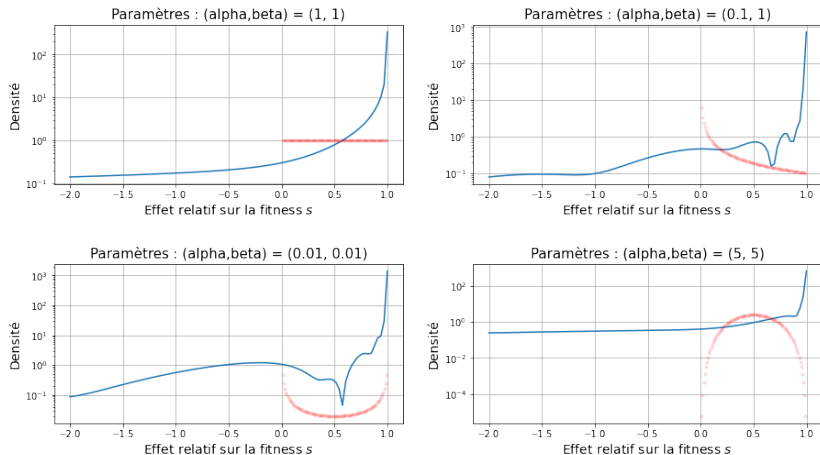 Paramètres : (alpha,beta) = (1, 1)
Densité
10²
10¹
10⁰
10⁻¹
−2.0 −1.5 −1.0 −0.5 0.0 0.5 1.0
Effet relatif sur la fitness s
Paramètres : (alpha,beta) = (0.1, 1)
Densité
10³
10²
10¹
10⁰
10⁻¹
−2.0 −1.5 −1.0 −0.5 0.0 0.5 1.0
Effet relatif sur la fitness s
Paramètres : (alpha,beta) = (0.01, 0.01)
Densité
10³
10²
10¹
10⁰
10⁻¹
−2.0 −1.5 −1.0 −0.5 0.0 0.5 1.0
Effet relatif sur la fitness s
Paramètres : (alpha,beta) = (5, 5)
Densité
10²
10⁰
10⁻²
10⁻⁴
−2.0 −1.5 −1.0 −0.5 0.0 0.5 1.0
Effet relatif sur la fitness s